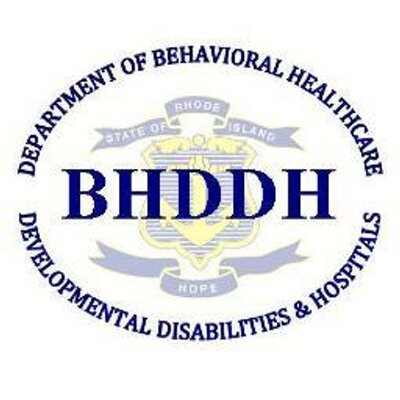 DEPARTMENT OF BEHAVIORAL HEALTHCARE
STATE OF RHODE ISLAND
BHDDH
HOPE
DEVELOPMENTAL DISABILITIES & HOSPITALS